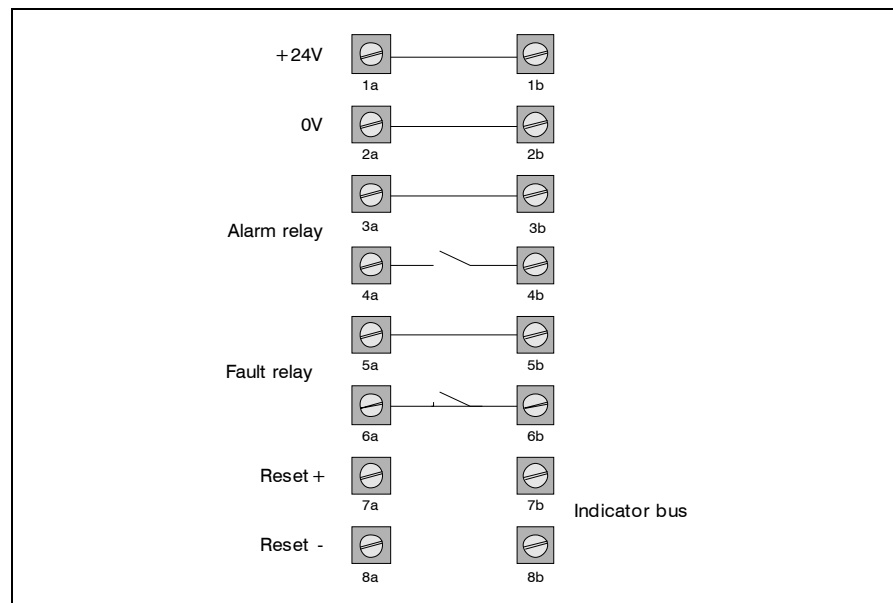 +24V
1a 1b
0V
2a 2b
3a 3b
Alarm relay
4a 4b
5a 5b
Fault relay
6a 6b
Reset +
7a 7b
Indicator bus
Reset -
8a 8b